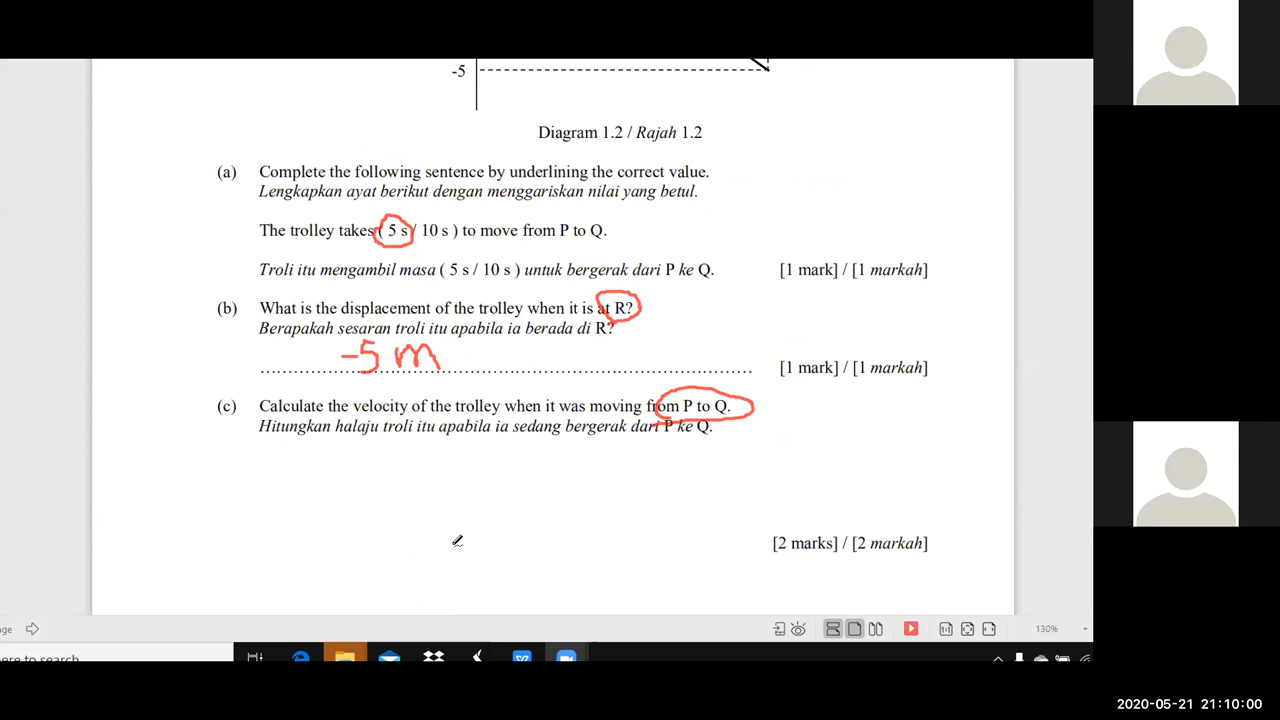 -5
Diagram 1.2 / Rajah 1.2
(a) Complete the following sentence by underlining the correct value.
Lengkapkan ayat berikut dengan menggariskan nilai yang betul.
The trolley takes ( 5 s / 10 s ) to move from P to Q.
Troli itu mengambil masa ( 5 s / 10 s ) untuk bergerak dari P ke Q. [1 mark] / [1 markah]
(b) What is the displacement of the trolley when it is at R?
Berapakah sesaran troli itu apabila ia berada di R?
-5 m
[1 mark] / [1 markah]
(c) Calculate the velocity of the trolley when it was moving from P to Q.
Hitungkan halaju troli itu apabila ia sedang bergerak dari P ke Q.
[2 marks] / [2 markah]
130%
2020-05-21 21:10:00